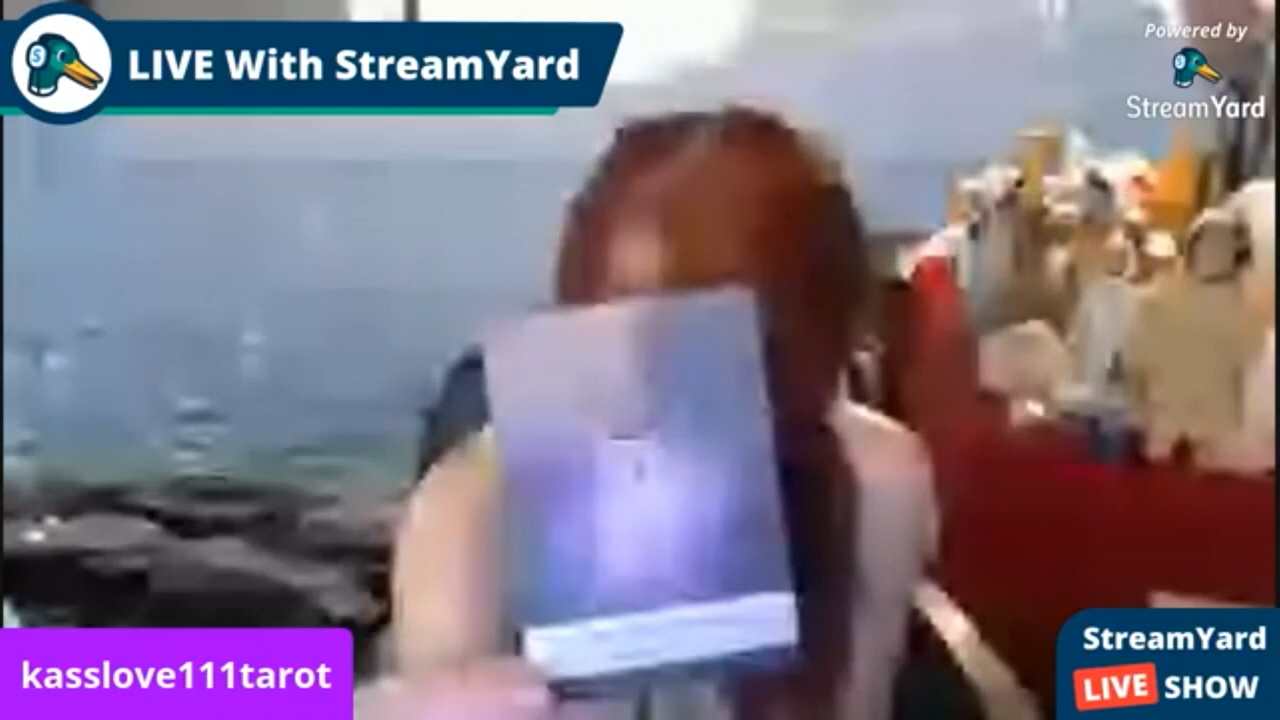 LIVE With StreamYard
Powered by
StreamYard
kasslove111tarot
StreamYard
LIVE SHOW